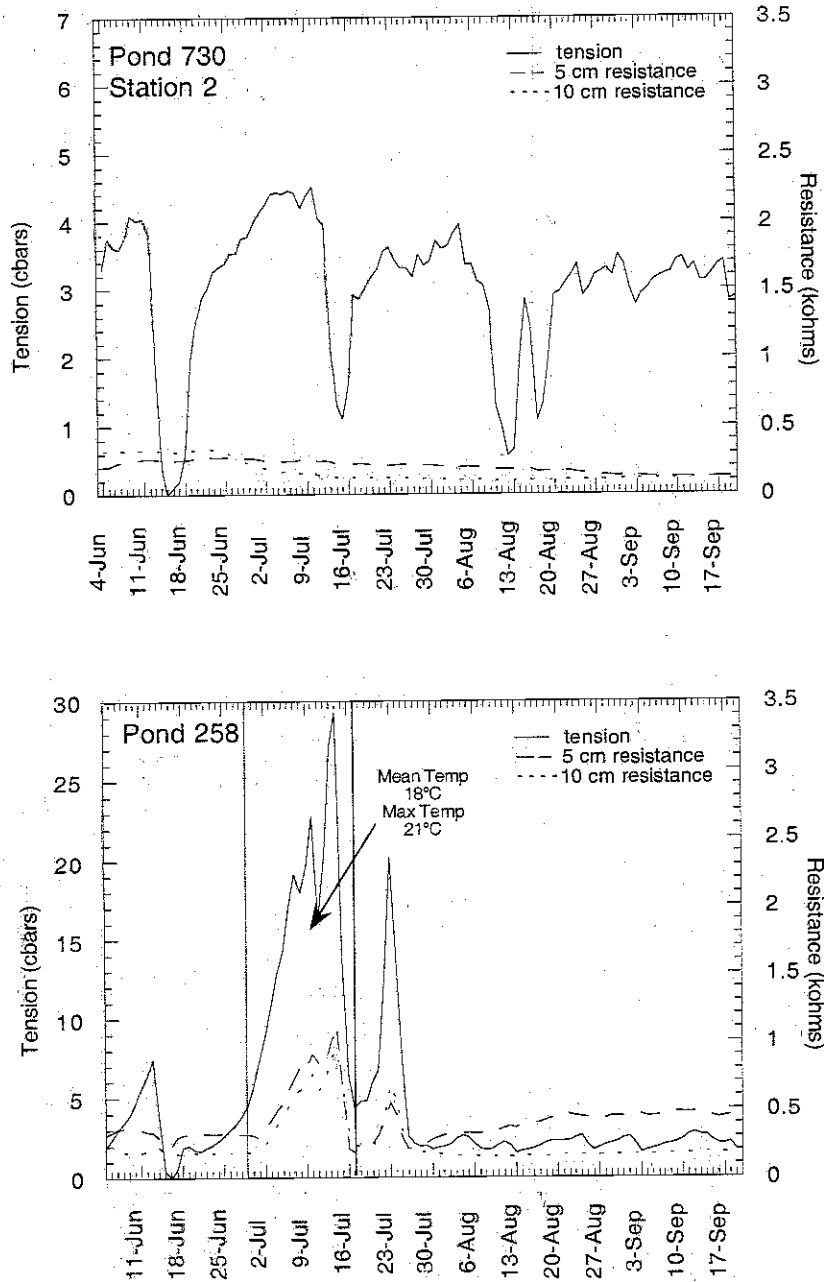 Pond 730
Station 2
tension
5 cm resistance
10 cm resistance
7
6
5
4
3
2
1
0
Tension (cbars)
3.5
3
2.5
2
1.5
1
0.5
0
Resistance (kohms)
4-Jun
11-Jun
18-Jun
25-Jun
2-Jul
9-Jul
16-Jul
23-Jul
30-Jul
6-Aug
13-Aug
20-Aug
27-Aug
3-Sep
10-Sep
17-Sep
Pond 258
tension
5 cm resistance
10 cm resistance
Mean Temp
18°C
Max Temp
21°C
30
25
20
15
10
5
0
Tension (cbars)
3.5
3
2.5
2
1.5
1
0.5
0
Resistance (kohms)
11-Jun
18-Jun
25-Jun
2-Jul
9-Jul
16-Jul
23-Jul
30-Jul
6-Aug
13-Aug
20-Aug
27-Aug
3-Sep
10-Sep
17-Sep